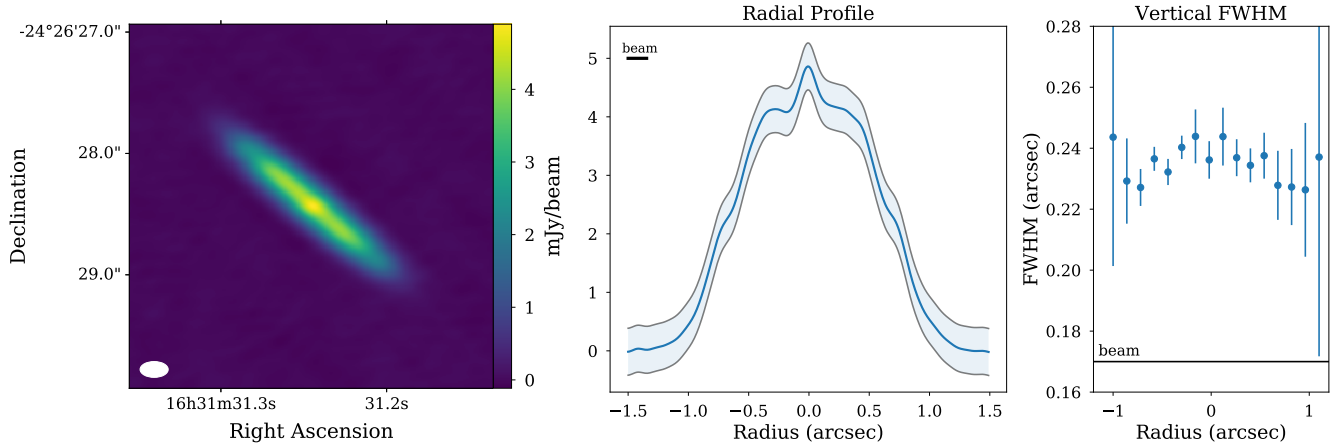 -24°26'27.0"
28.0"
29.0"
Declination
16h31m31.3s
31.2s
Right Ascension
4
3
2
1
0
mJy/beam
Radial Profile
beam
5
4
3
2
1
0
−1.5
−1.0
−0.5
0.0
0.5
1.0
1.5
Radius (arcsec)
Vertical FWHM
FWHM (arcsec)
0.28
0.26
0.24
0.22
0.20
0.18
0.16
beam
−1
0
1
Radius (arcsec)